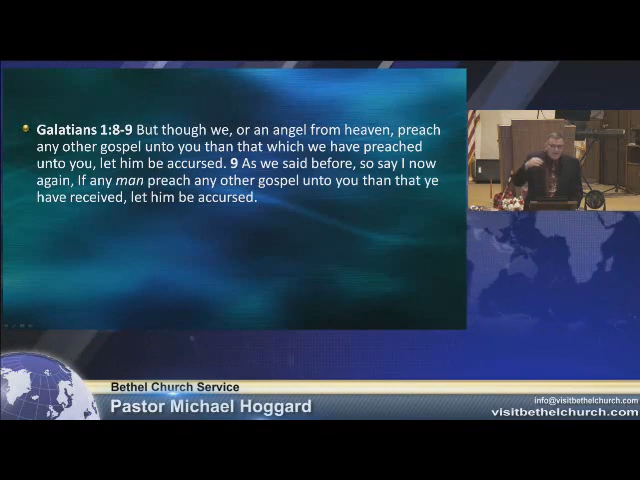 Galatians 1:8-9 But though we, or an angel from heaven, preach
any other gospel unto you than that which we have preached
unto you, let him be accursed. 9 As we said before, so say I now
again, If any man preach any other gospel unto you than that ye
have received, let him be accursed.
Bethel Church Service
Pastor Michael Hoggard
info@visitbethelchurch.com
visitbethelchurch.com